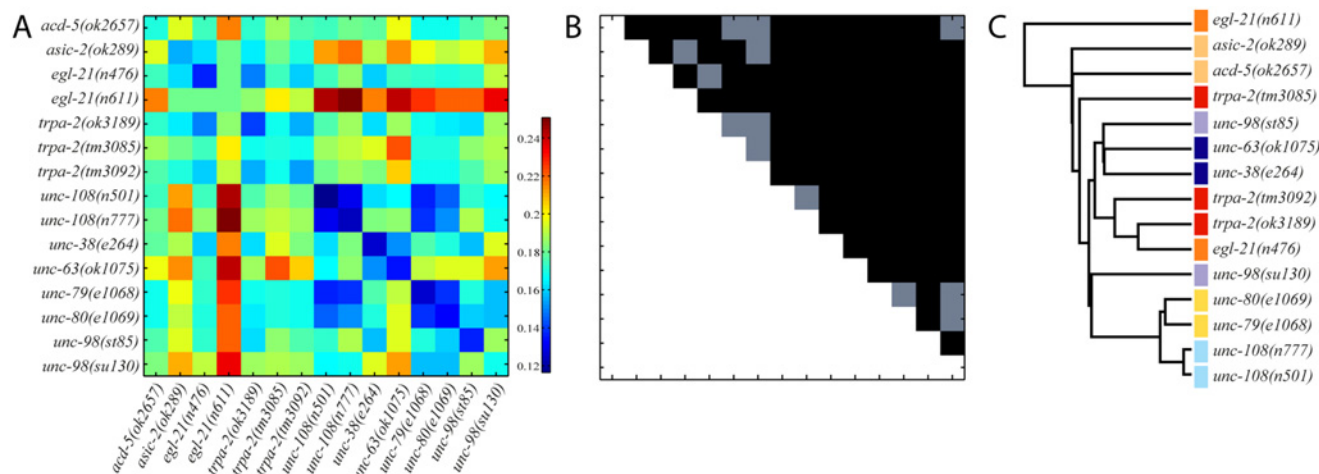 A
acd-5(ok2657)
asic-2(ok289)
egl-21(n476)
egl-21(n611)
trpa-2(ok3189)
trpa-2(tm3085)
trpa-2(tm3092)
unc-108(n501)
unc-108(n777)
unc-38(e264)
unc-63(ok1075)
unc-79(e1068)
unc-80(e1069)
unc-98(st85)
unc-98(su130)
acd-5(ok2657)
asic-2(ok289)
egl-21(n476)
egl-21(n611)
trpa-2(ok3189)
trpa-2(tm3085)
trpa-2(tm3092)
unc-108(n501)
unc-108(n777)
unc-38(e264)
unc-63(ok1075)
unc-79(e1068)
unc-80(e1069)
unc-98(st85)
unc-98(su130)
0.24
0.22
0.2
0.18
0.16
0.14
0.12
B
C
egl-21(n611)
asic-2(ok289)
acd-5(ok2657)
trpa-2(tm3085)
unc-98(st85)
unc-63(ok1075)
unc-38(e264)
trpa-2(tm3092)
trpa-2(ok3189)
egl-21(n476)
unc-98(su130)
unc-80(e1069)
unc-79(e1068)
unc-108(n777)
unc-108(n501)